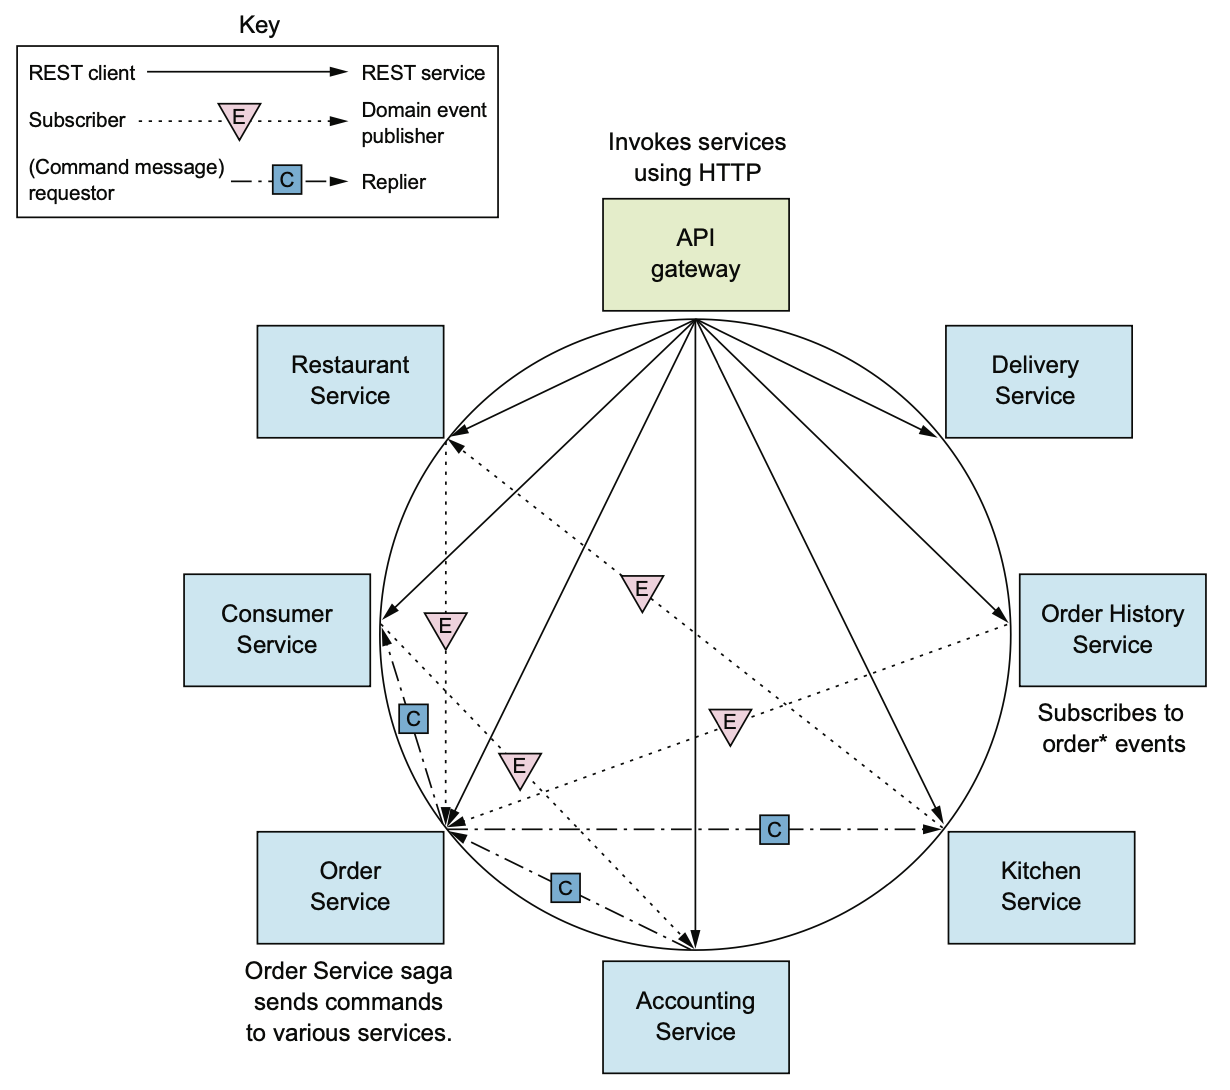 Key
REST client
REST service
Subscriber
E
Domain event
publisher
(Command message)
requestor
C
Replier
Invokes services
using HTTP
API
gateway
Restaurant
Service
Delivery
Service
Consumer
Service
E
E
Order History
Service
C
E
E
Subscribes to
order* events
C
C
Order
Service
Kitchen
Service
Order Service saga
sends commands
to various services.
Accounting
Service